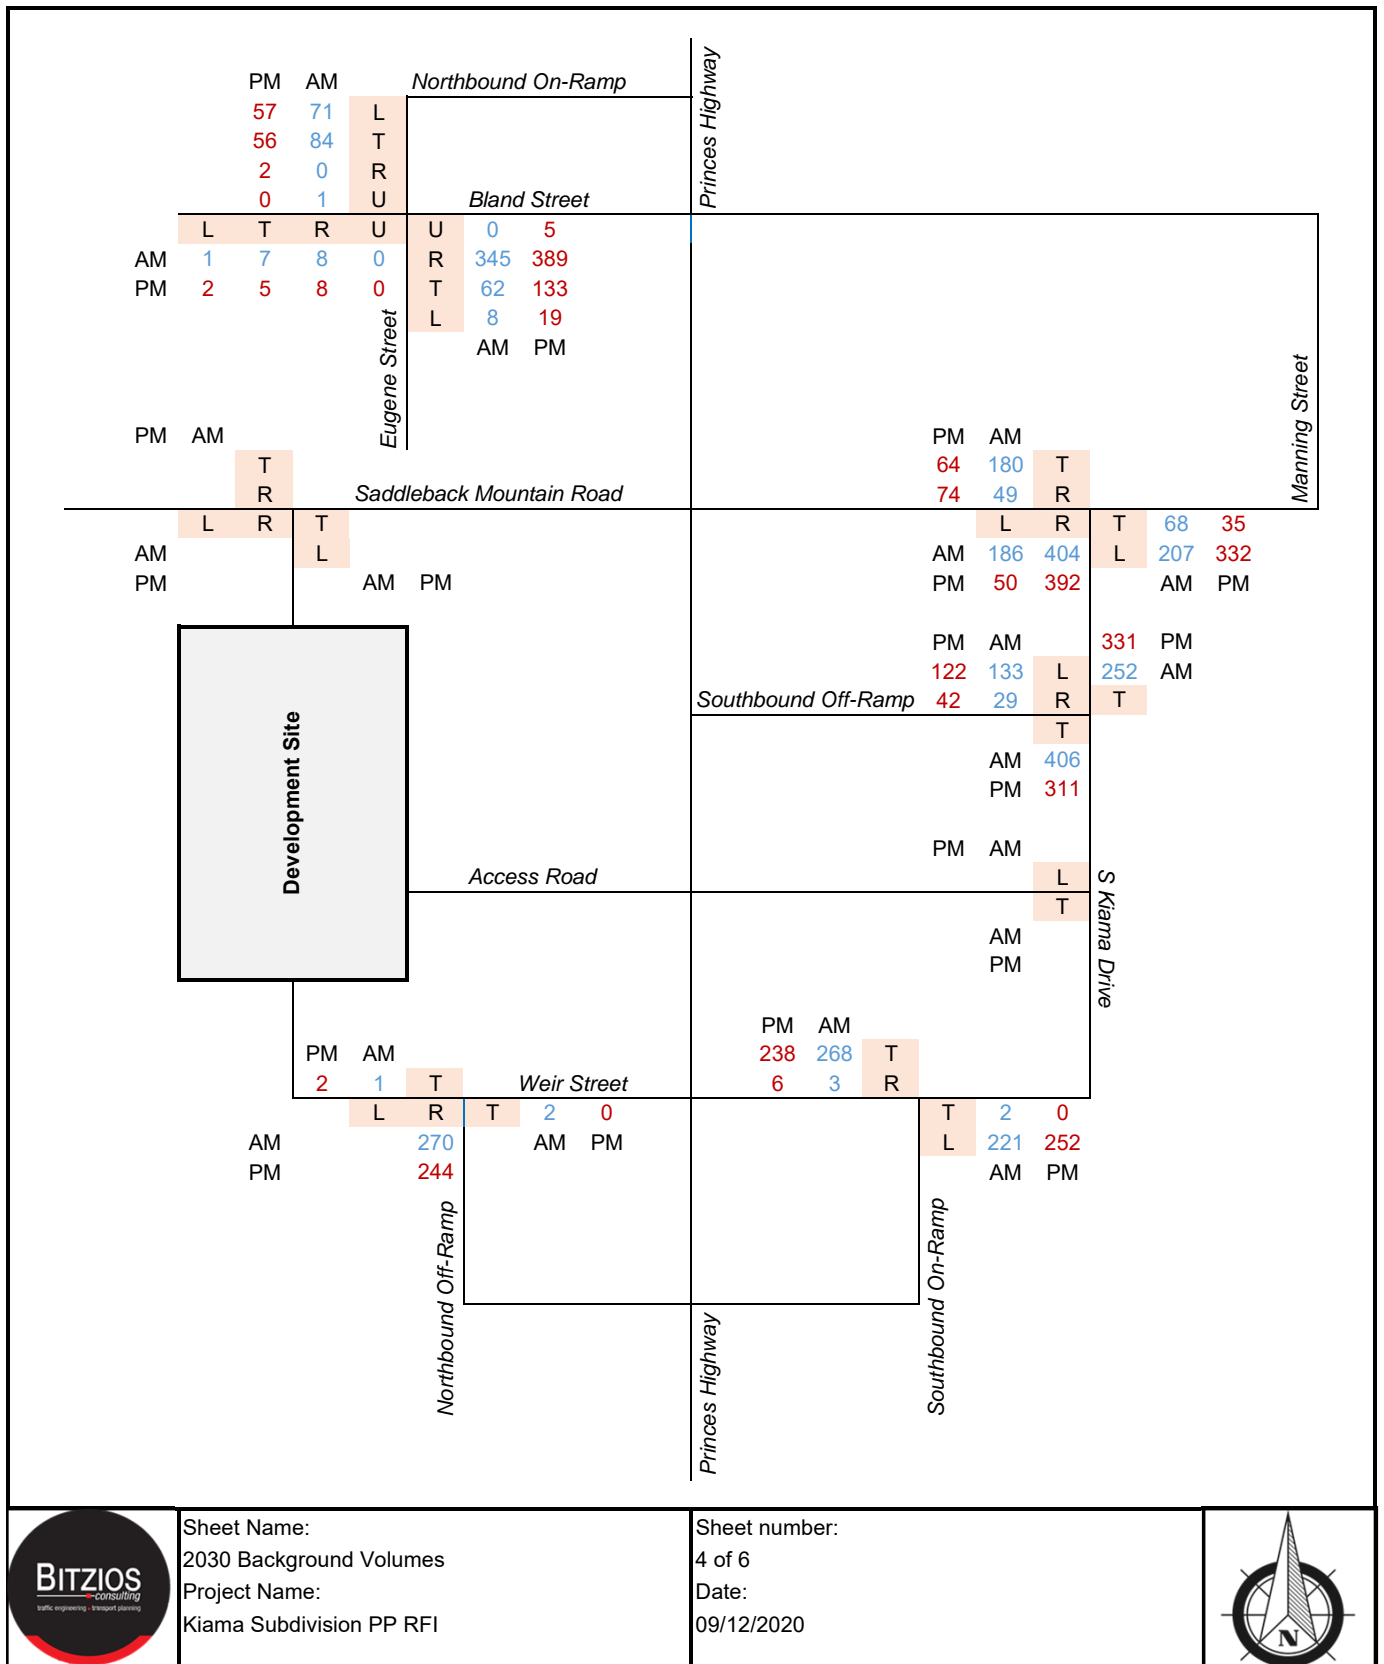 PM AM Northbound On-Ramp
57 71 L
56 84 T
2 0 R
0 1 U Bland Street
Princes Highway
L T R U U 0 5
AM 1 7 8 0 R 345 389
PM 2 5 8 0 T 62 133
L 8 19
AM PM
Eugene Street
Manning Street
PM AM
T
R Saddleback Mountain Road
L R T
AM L
PM AM PM
PM AM
64 180 T
74 49 R
L R T 68 35
AM 186 404 L 207 332
PM 50 392 AM PM
PM AM 331 PM
122 133 L 252 AM
Southbound Off-Ramp 42 29 R T
T
AM 406
PM 311
Development Site
PM AM
Access Road L
T
AM
PM
S Kiama Drive
PM AM
238 268 T
6 3 R
PM AM
2 1 T Weir Street
L R T 2 0
AM 270 AM PM
PM 244
T 2 0
L 221 252
AM PM
Northbound Off-Ramp
Southbound On-Ramp
Princes Highway
BITZIOS
consulting
traffic engineering • transport planning
Sheet Name:
2030 Background Volumes
Project Name:
Kiama Subdivision PP RFI
Sheet number:
4 of 6
Date:
09/12/2020
N